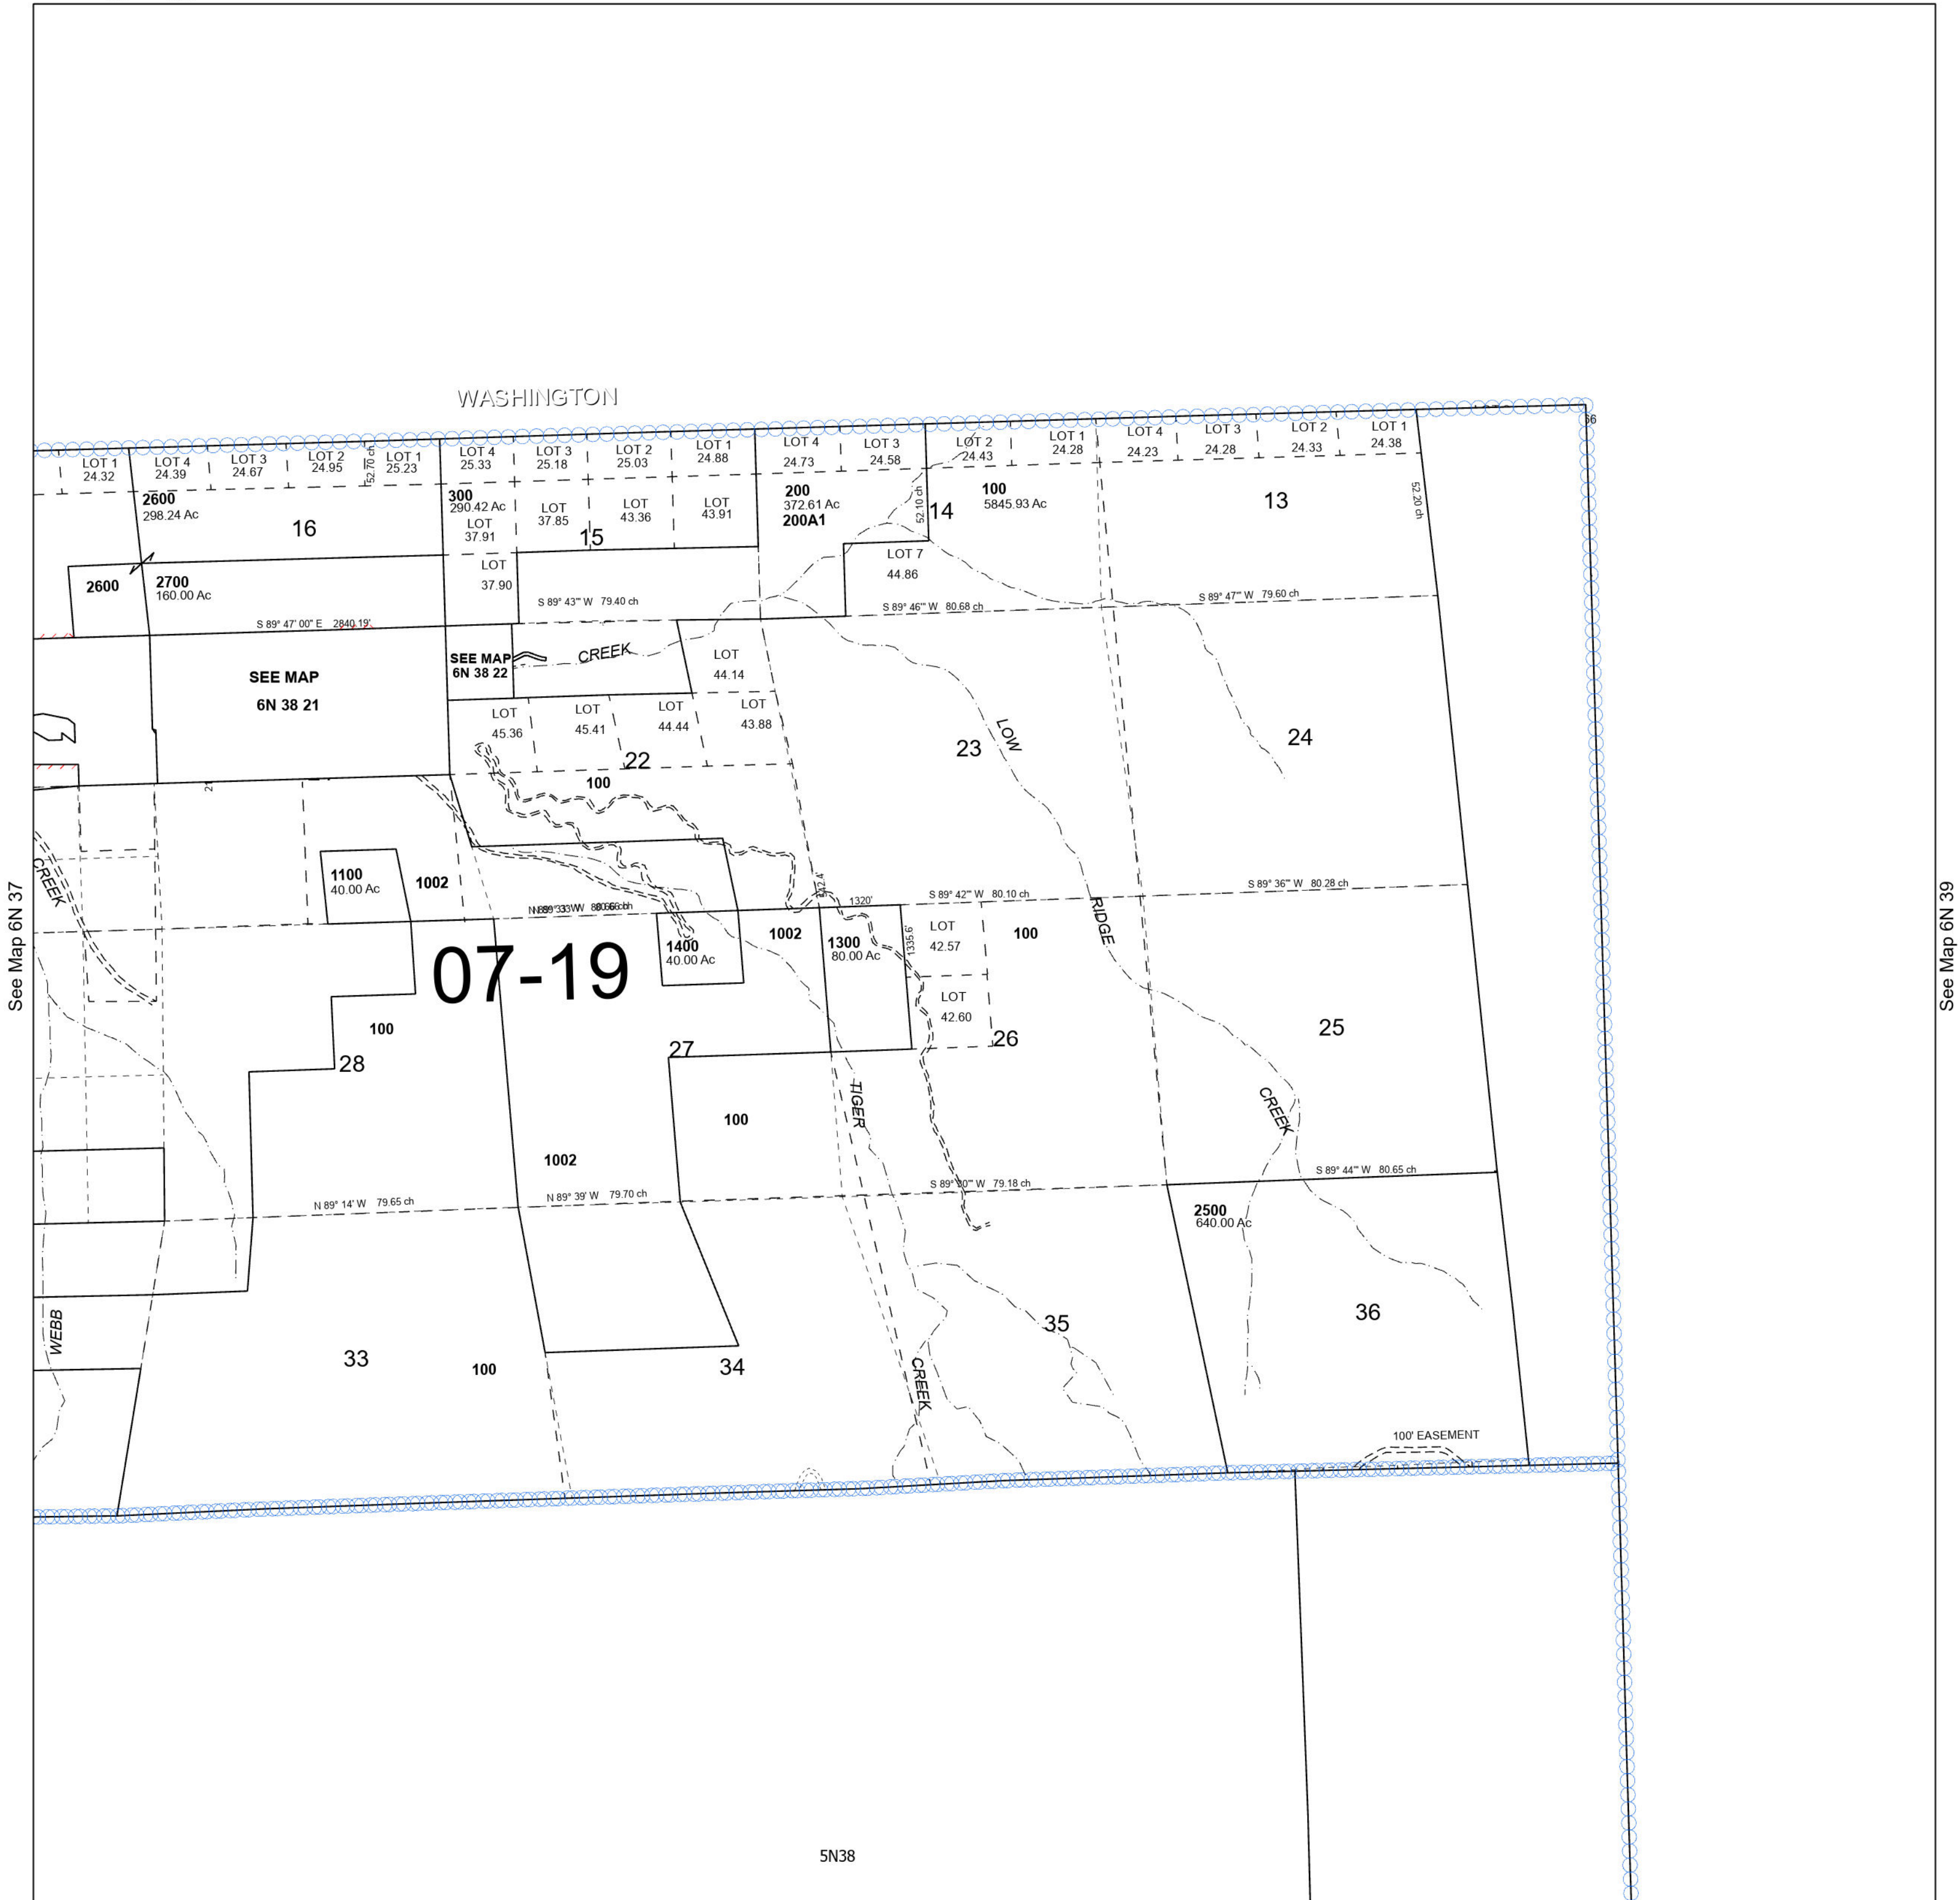 WASHINGTON
66
LOT 1
24.32
LOT 4
24.39
LOT 3
24.67
LOT 2
24.95
52.70 ch
LOT 1
25.23
LOT 4
25.33
LOT 3
25.18
LOT 2
25.03
LOT 1
24.88
LOT 4
24.73
LOT 3
24.58
LOT 2
24.43
LOT 1
24.28
LOT 4
24.23
LOT 3
24.28
LOT 2
24.33
LOT 1
24.38
2600
298.24 Ac
16
300
290.42 Ac
LOT
37.91
LOT
37.85
LOT
43.36
LOT
43.91
15
200
372.61 Ac
200A1
52.10 ch
14
100
5845.93 Ac
13
52.20 ch
2600
2700
160.00 Ac
LOT
37.90
LOT 7
44.86
S 89° 47' 00" E 2840.19'
S 89° 43'" W 79.40 ch
S 89° 46'" W 80.68 ch
S 89° 47'" W 79.60 ch
SEE MAP
6N 38 21
SEE MAP
6N 38 22
CREEK
LOT
44.14
LOT
45.36
LOT
45.41
LOT
44.44
LOT
43.88
22
100
23
LOW
24
21
CREEK
1100
40.00 Ac
1002
1320'
S 89° 42'" W 80.10 ch
S 89° 36'" W 80.28 ch
See Map 6N 37
See Map 6N 39
07-19
1400
40.00 Ac
1002
1300
80.00 Ac
1335.6'
LOT
42.57
100
RIDGE
LOT
42.60
26
25
100
28
27
TIGER
CREEK
100
1002
N 89° 14' W 79.65 ch
N 89° 39' W 79.70 ch
79.18 ch
S 89° 44'" W 80.65 ch
2500
640.00 Ac
WEBB
33
100
34
35
36
CREEK
100' EASEMENT
5N38